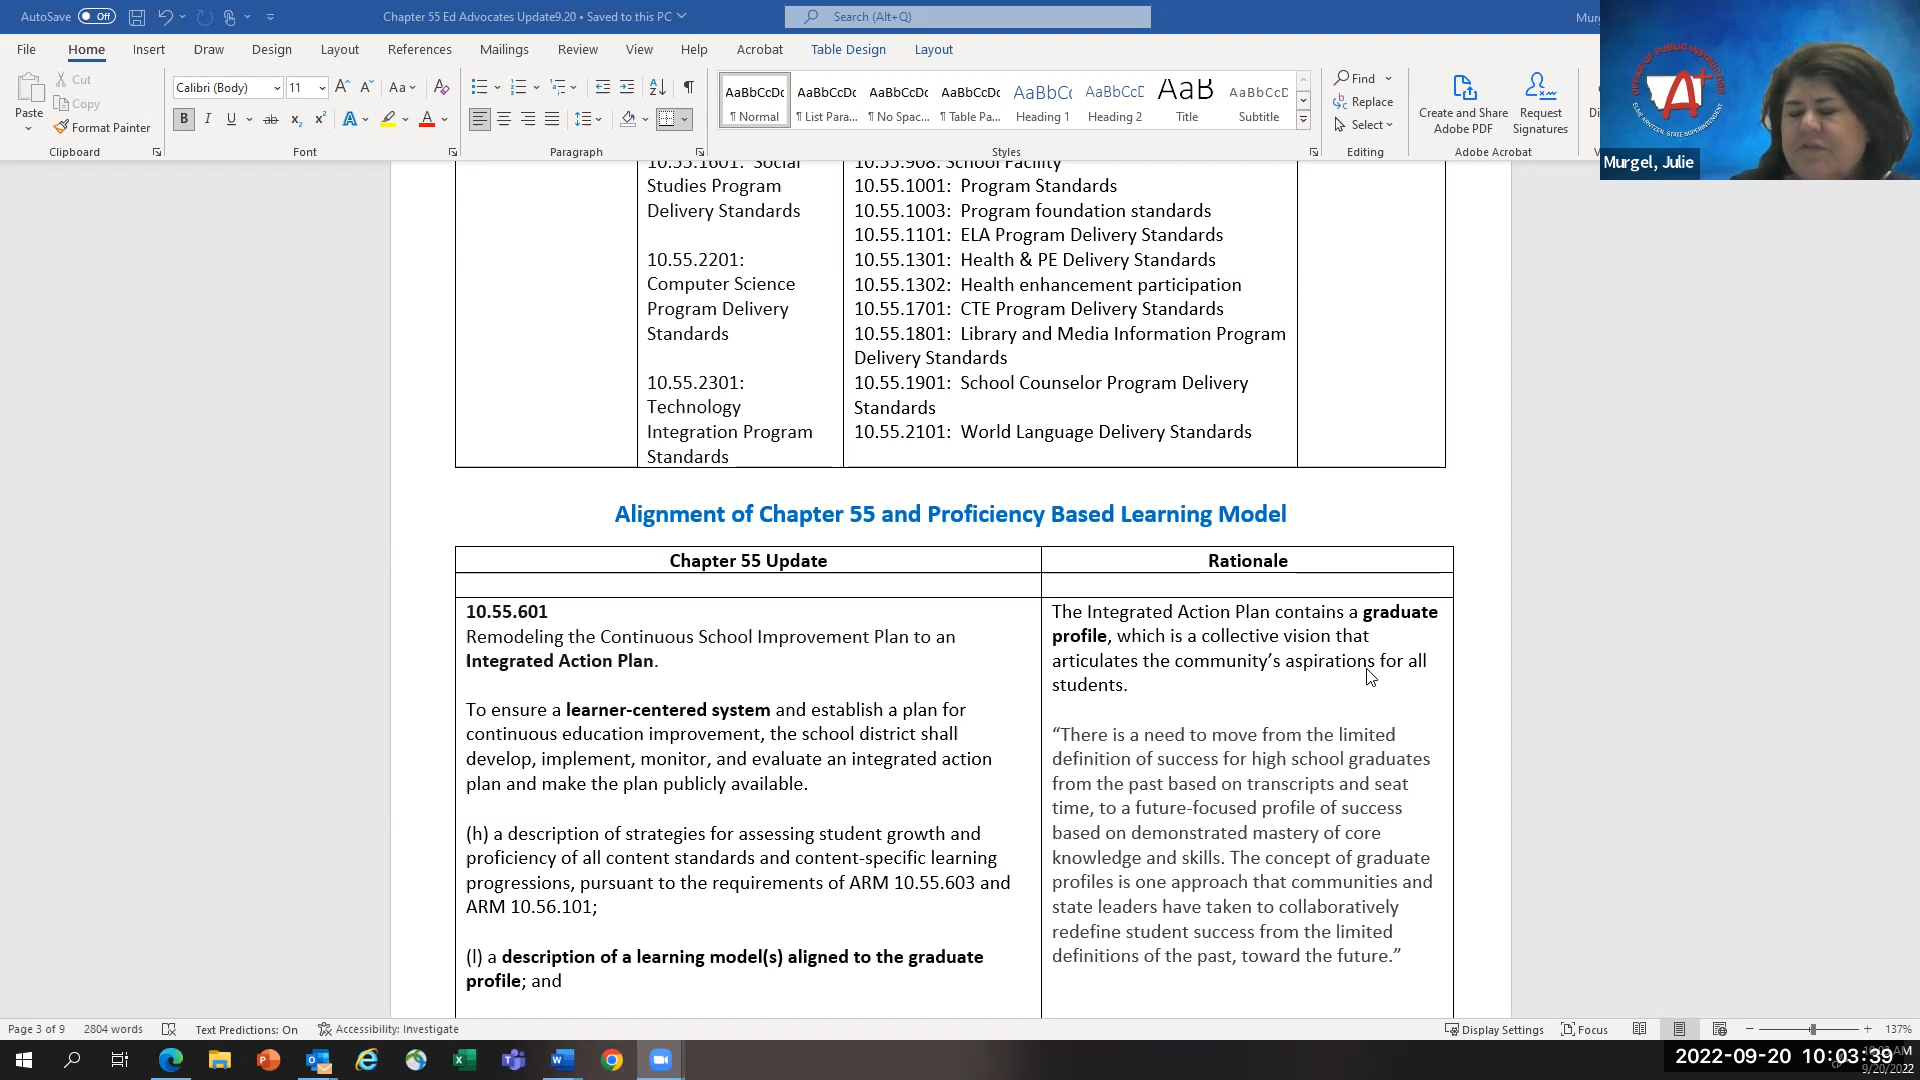 AutoSave Off Chapter 55 Ed Advocates Update9.20 • Saved to this PC Search (Alt+Q)
File Home Insert Draw Design Layout References Mailings Review View Help Acrobat Table Design Layout
Paste
Cut
Copy
Format Painter
Clipboard
Calibri (Body) 11
Font
Paragraph
AaBbCcDc AaBbCcDc AaBbCcDc AaBbCcDc AaBbCc AaBbCcE AaB AaBbCcD
¶ Normal ¶ List Para... ¶ No Spac... ¶ Table Pa... Heading 1 Heading 2 Title Subtitle
Styles
Find
Replace
Select
Editing
Create and Share
Adobe PDF
Request
Signatures
Adobe Acrobat
OFFICE OF PUBLIC INSTRUCTION
ELSIE ARNTZEN, STATE SUPERINTENDENT
A+
Murgel, Julie
10.55.1601: Social
Studies Program
Delivery Standards
10.55.2201:
Computer Science
Program Delivery
Standards
10.55.2301:
Technology
Integration Program
Standards
10.55.908: School Facility
10.55.1001: Program Standards
10.55.1003: Program foundation standards
10.55.1101: ELA Program Delivery Standards
10.55.1301: Health & PE Delivery Standards
10.55.1302: Health enhancement participation
10.55.1701: CTE Program Delivery Standards
10.55.1801: Library and Media Information Program
Delivery Standards
10.55.1901: School Counselor Program Delivery
Standards
10.55.2101: World Language Delivery Standards
Alignment of Chapter 55 and Proficiency Based Learning Model
Chapter 55 Update
Rationale
10.55.601
Remodeling the Continuous School Improvement Plan to an
Integrated Action Plan.
To ensure a learner-centered system and establish a plan for
continuous education improvement, the school district shall
develop, implement, monitor, and evaluate an integrated action
plan and make the plan publicly available.
(h) a description of strategies for assessing student growth and
proficiency of all content standards and content-specific learning
progressions, pursuant to the requirements of ARM 10.55.603 and
ARM 10.56.101;
(l) a description of a learning model(s) aligned to the graduate
profile; and
The Integrated Action Plan contains a graduate
profile, which is a collective vision that
articulates the community’s aspirations for all
students.
“There is a need to move from the limited
definition of success for high school graduates
from the past based on transcripts and seat
time, to a future-focused profile of success
based on demonstrated mastery of core
knowledge and skills. The concept of graduate
profiles is one approach that communities and
state leaders have taken to collaboratively
redefine student success from the limited
definitions of the past, toward the future.”
Page 3 of 9 2804 words Text Predictions: On Accessibility: Investigate Display Settings Focus 137%
2022-09-20 10:03:39